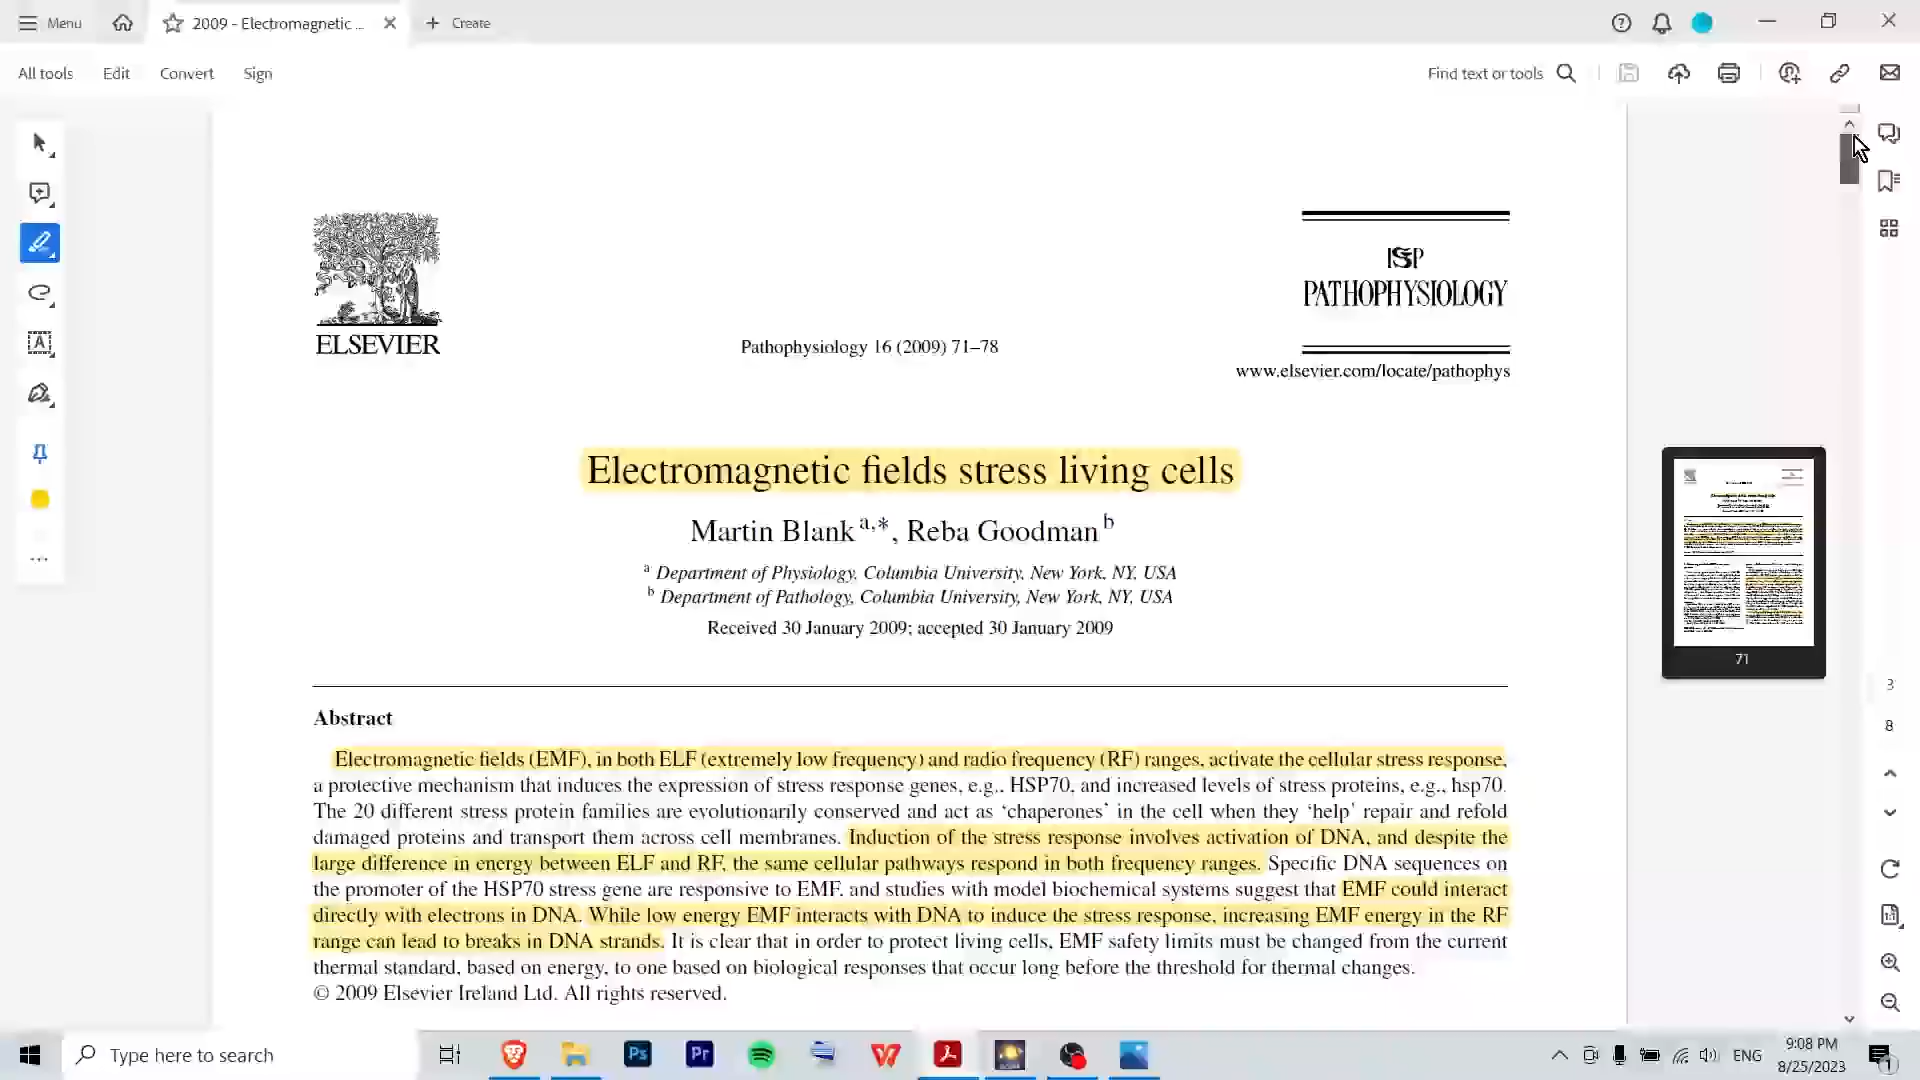 Menu
2009 - Electromagnetic ...
Create
All tools
Edit
Convert
Sign
Find text or tools
ELSEVIER
Pathophysiology 16 (2009) 71–78
ISP
PATHOPHYSIOLOGY
www.elsevier.com/locate/pathophys
Electromagnetic fields stress living cells
Martin Blank a,*, Reba Goodman b
a Department of Physiology, Columbia University, New York, NY, USA
b Department of Pathology, Columbia University, New York, NY, USA
Received 30 January 2009; accepted 30 January 2009
Abstract
Electromagnetic fields (EMF), in both ELF (extremely low frequency) and radio frequency (RF) ranges, activate the cellular stress response,
a protective mechanism that induces the expression of stress response genes, e.g., HSP70, and increased levels of stress proteins, e.g., hsp70.
The 20 different stress protein families are evolutionarily conserved and act as ‘chaperones’ in the cell when they ‘help’ repair and refold
damaged proteins and transport them across cell membranes. Induction of the stress response involves activation of DNA, and despite the
large difference in energy between ELF and RF, the same cellular pathways respond in both frequency ranges. Specific DNA sequences on
the promoter of the HSP70 stress gene are responsive to EMF, and studies with model biochemical systems suggest that EMF could interact
directly with electrons in DNA. While low energy EMF interacts with DNA to induce the stress response, increasing EMF energy in the RF
range can lead to breaks in DNA strands. It is clear that in order to protect living cells, EMF safety limits must be changed from the current
thermal standard, based on energy, to one based on biological responses that occur long before the threshold for thermal changes.
© 2009 Elsevier Ireland Ltd. All rights reserved.
71
3
8
Type here to search
Ps
Pr
ENG
9:08 PM
8/25/2023
1